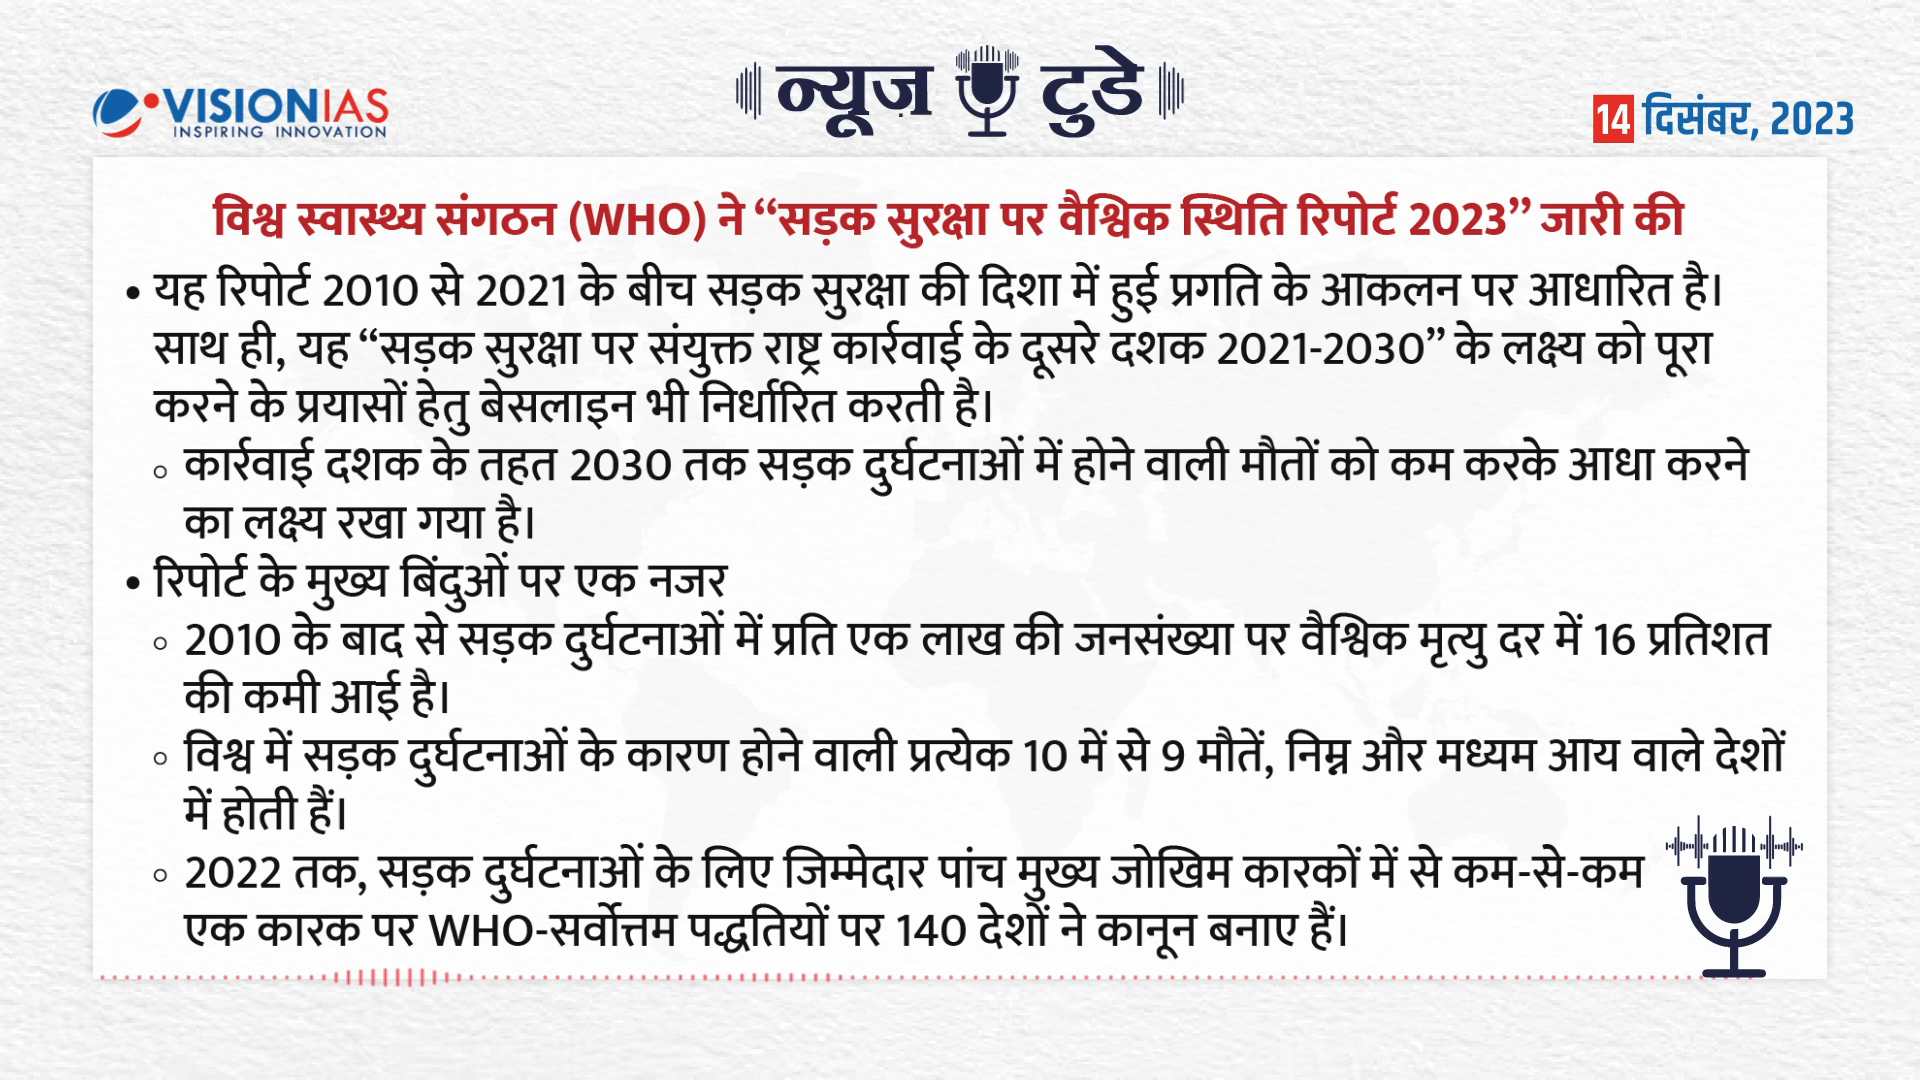 VISIONIAS
INSPIRING INNOVATION
न्यूज़ टुडे
14 दिसंबर, 2023
विश्व स्वास्थ्य संगठन (WHO) ने “सड़क सुरक्षा पर वैश्विक स्थिति रिपोर्ट 2023” जारी की
• यह रिपोर्ट 2010 से 2021 के बीच सड़क सुरक्षा की दिशा में हुई प्रगति के आकलन पर आधारित है।
साथ ही, यह “सड़क सुरक्षा पर संयुक्त राष्ट्र कार्रवाई के दूसरे दशक 2021-2030” के लक्ष्य को पूरा
करने के प्रयासों हेतु बेसलाइन भी निर्धारित करती है।
◦ कार्रवाई दशक के तहत 2030 तक सड़क दुर्घटनाओं में होने वाली मौतों को कम करके आधा करने
का लक्ष्य रखा गया है।
• रिपोर्ट के मुख्य बिंदुओं पर एक नजर
◦ 2010 के बाद से सड़क दुर्घटनाओं में प्रति एक लाख की जनसंख्या पर वैश्विक मृत्यु दर में 16 प्रतिशत
की कमी आई है।
◦ विश्व में सड़क दुर्घटनाओं के कारण होने वाली प्रत्येक 10 में से 9 मौतें, निम्न और मध्यम आय वाले देशों
में होती हैं।
◦ 2022 तक, सड़क दुर्घटनाओं के लिए जिम्मेदार पांच मुख्य जोखिम कारकों में से कम-से-कम
एक कारक पर WHO-सर्वोत्तम पद्धतियों पर 140 देशों ने कानून बनाए हैं।